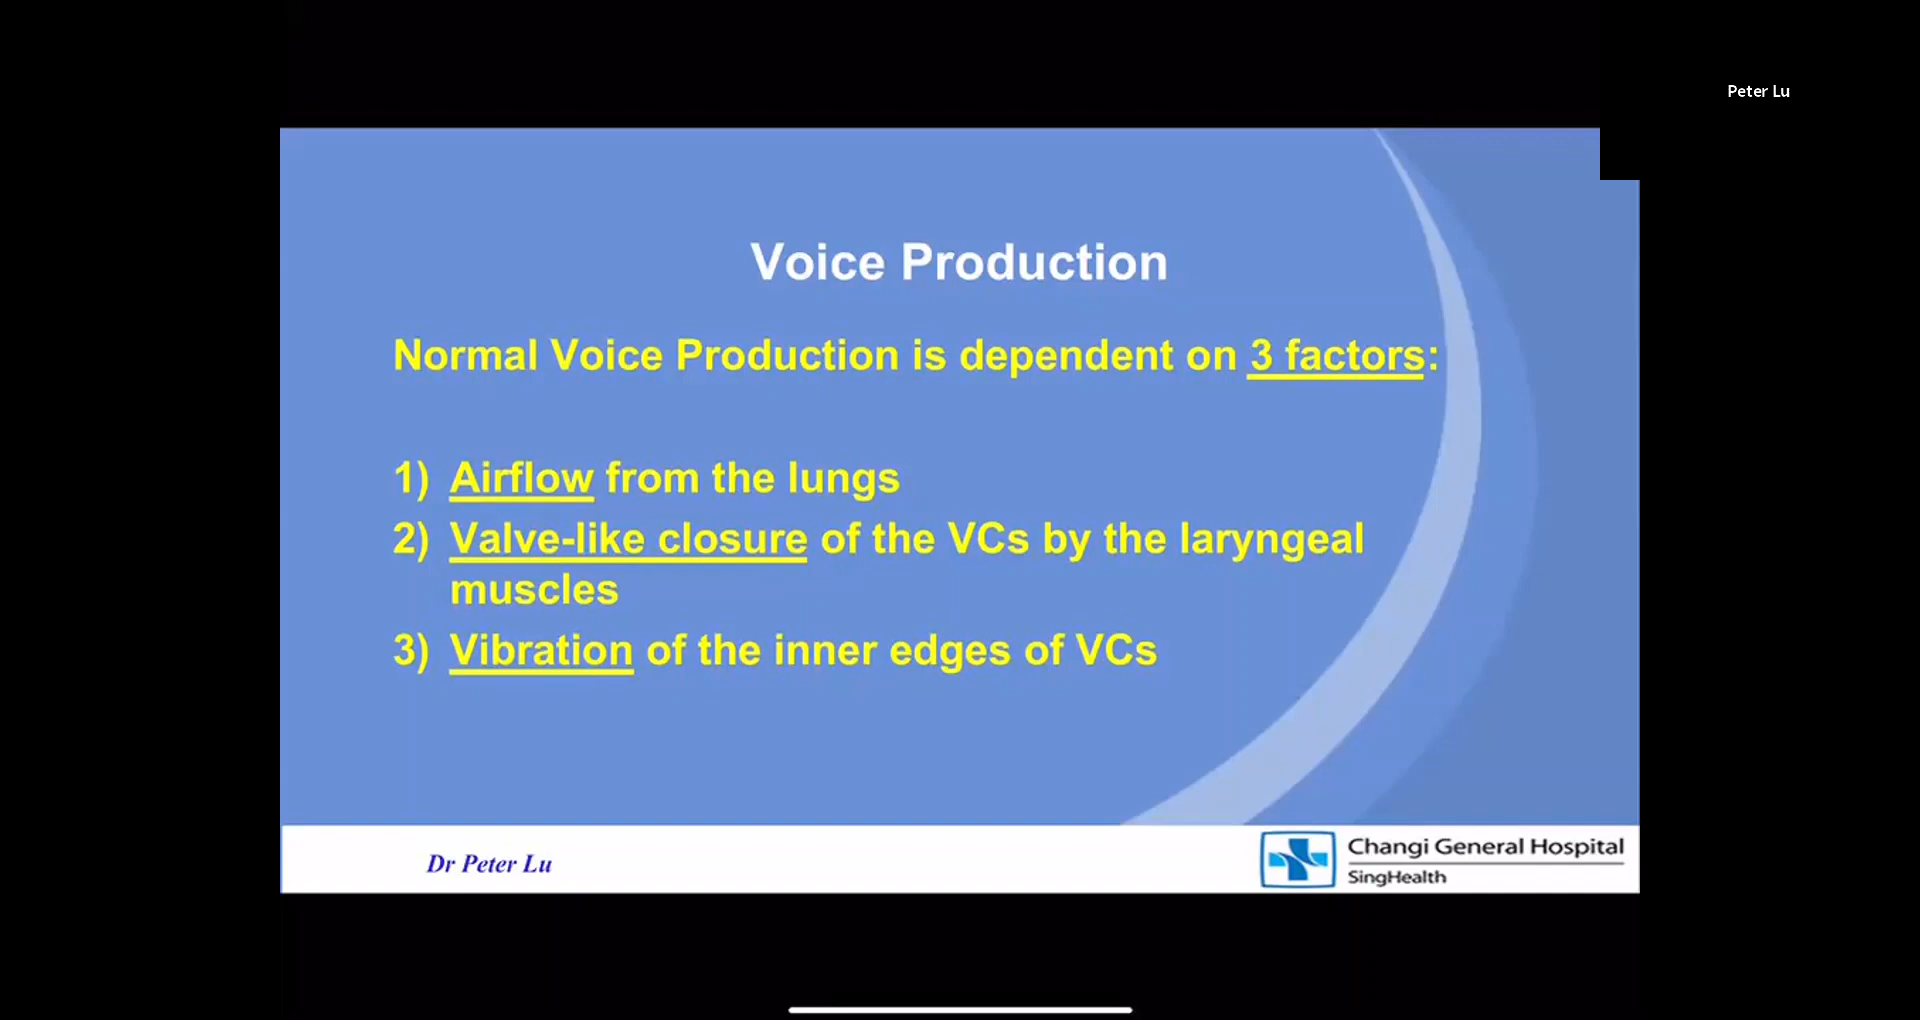 Peter Lu
Voice Production
Normal Voice Production is dependent on 3 factors:
1) Airflow from the lungs
2) Valve-like closure of the VCs by the laryngeal
muscles
3) Vibration of the inner edges of VCs
Dr Peter Lu
Changi General Hospital
SingHealth